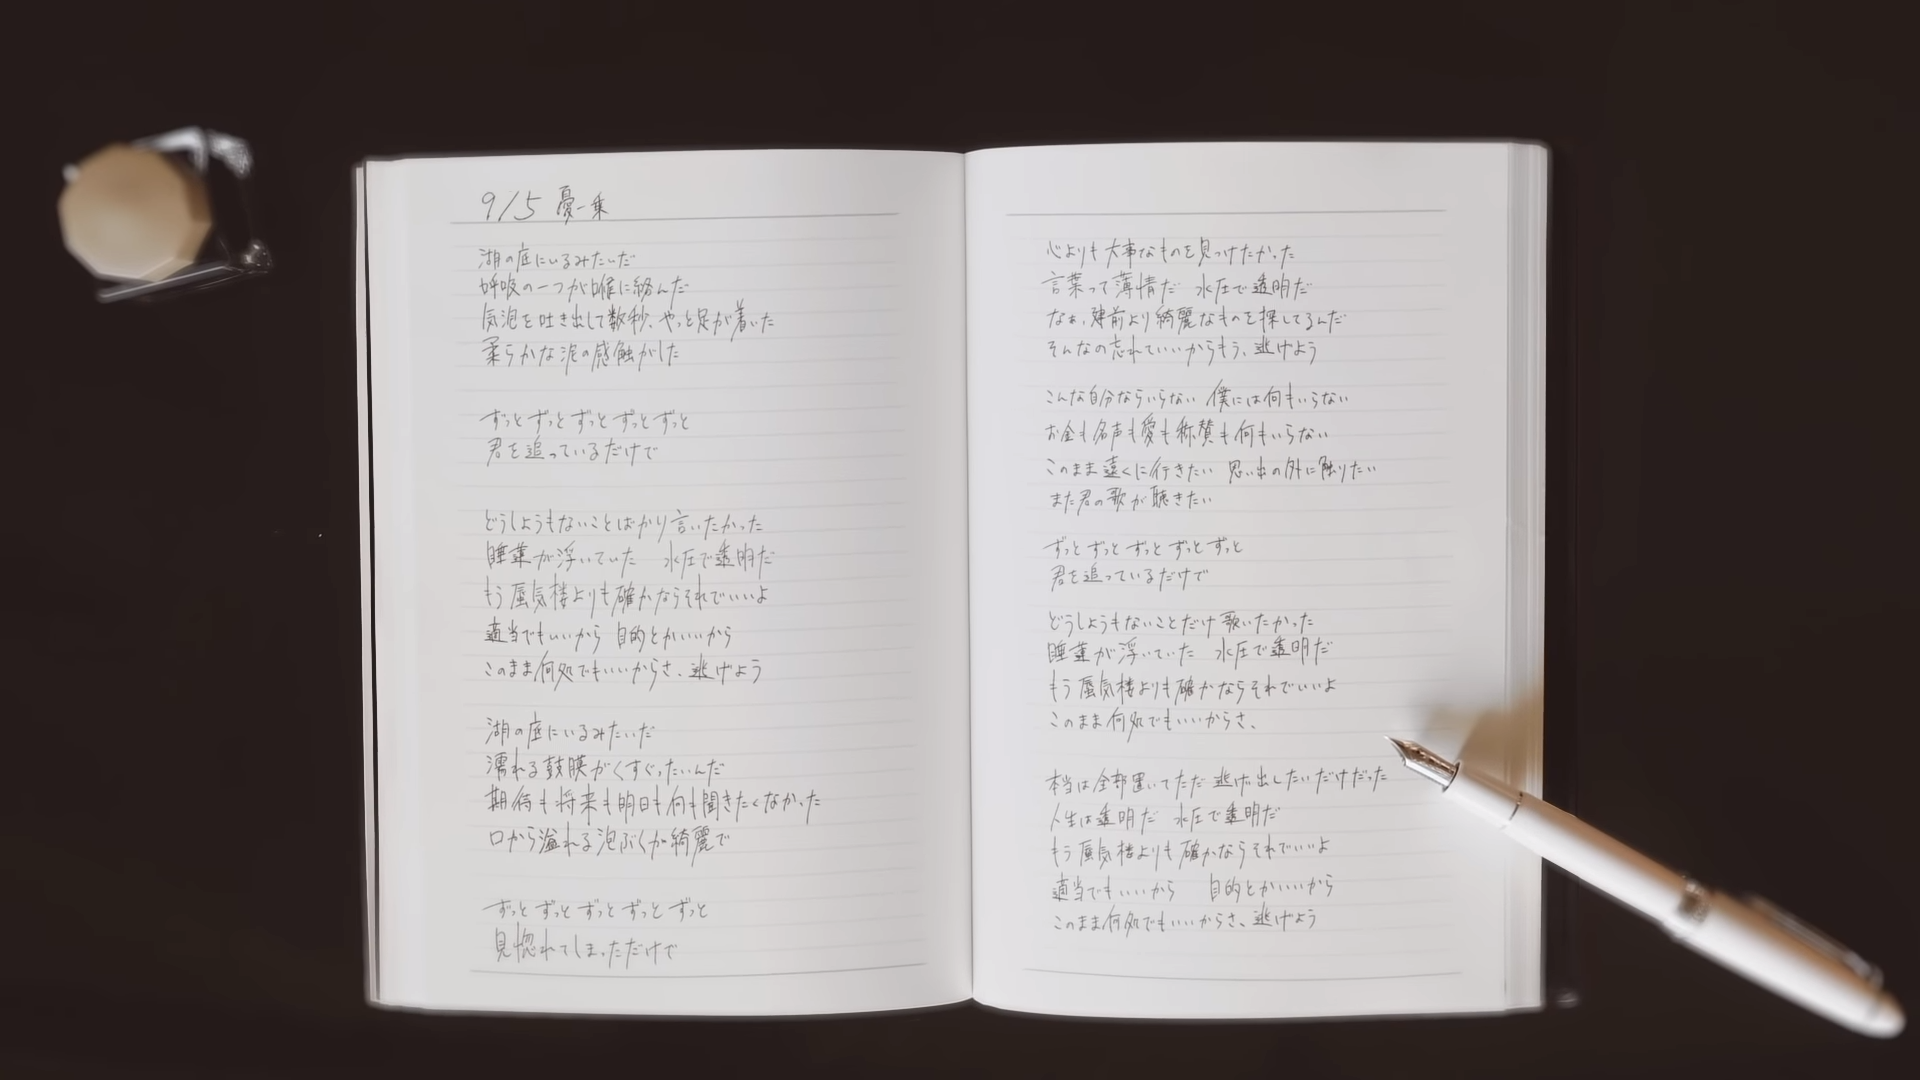 9/5 憂一乗
湖の底にいるみたいだ
呼吸の一つが喉に絡んだ
気泡を吐き出して数秒、やっと足が着いた
柔らかな泥の感触がした
ずっとずっとずっとずっとずっと
君を追っているだけで
どうしようもないことばかり言いたかった
睡蓮が浮いていた 水圧で透明だ
もう蜃気楼よりも確かならそれでいいよ
適当でもいいから 目的とかいいから
このまま何処でもいいからさ、逃げよう
湖の底にいるみたいだ
濡れる鼓膜がくすぐったいんだ
期待も将来も明日も何も聞きたくなかった
口から溢れる泡ぶくが綺麗で
ずっとずっとずっとずっとずっと
見惚れてしまっただけで
心よりも大事なものを見つけたかった
言葉って薄情だ 水圧で透明だ
なぁ、建前より綺麗なものを探してるんだ
そんなの忘れていいからもう、逃げよう
こんな自分ならいらない 僕には何もいらない
お金も名声も愛も称賛も何もいらない
このまま遠くに行きたい 思い出の外に触りたい
また君の歌が聴きたい
ずっとずっとずっとずっとずっと
君を追っているだけで
どうしようもないことだけ歌いたかった
睡蓮が浮いていた 水圧で透明だ
もう蜃気楼よりも確かならそれでいいよ
このまま何処でもいいからさ、
本当は全部置いてただ逃げ出したいだけだった
人生は透明だ 水圧で透明だ
もう蜃気楼よりも確かならそれでいいよ
適当でもいいから 目的とかいいから
このまま何処でもいいからさ、逃げよう